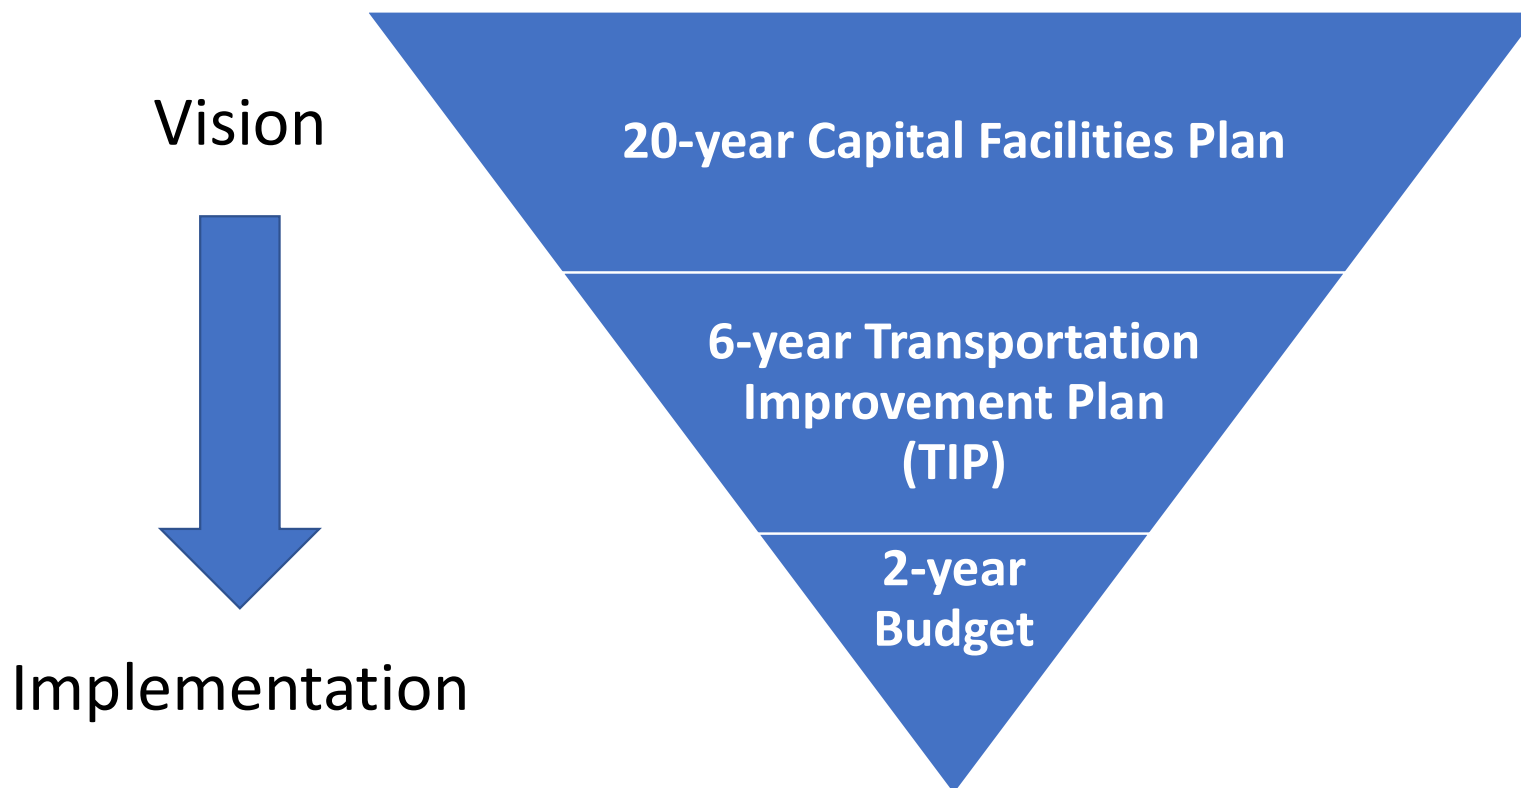 Vision
20-year Capital Facilities Plan
6-year Transportation
Improvement Plan
(TIP)
2-year
Budget
Implementation